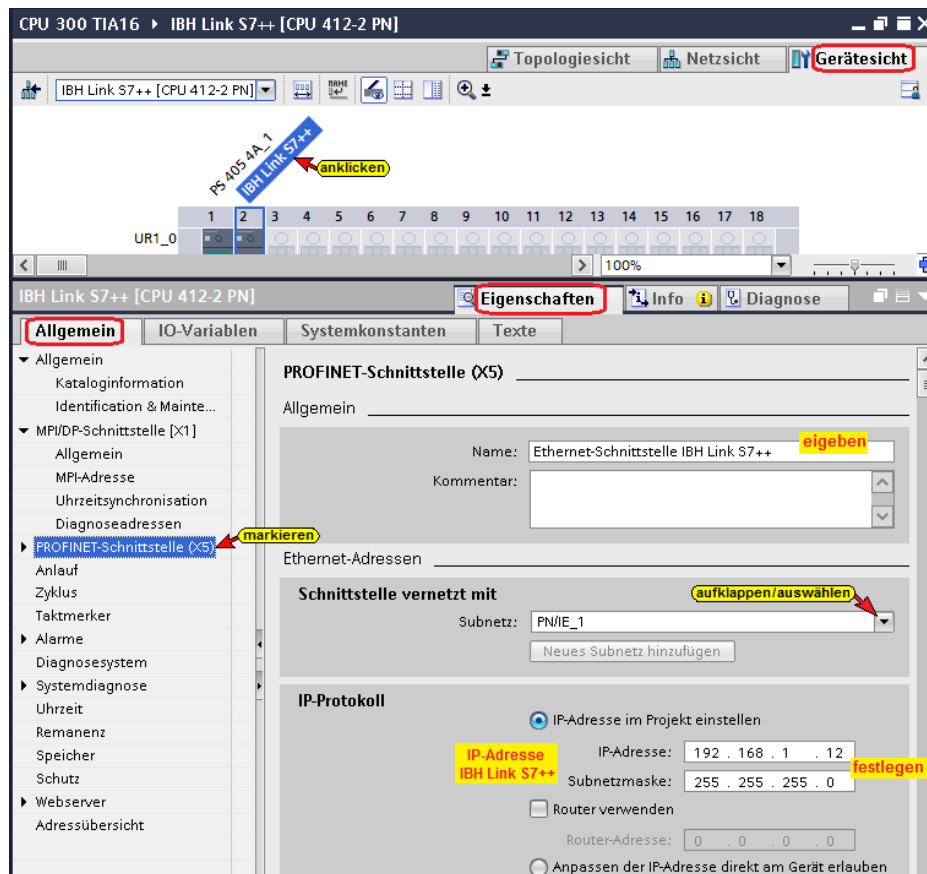 CPU 300 TIA16 ▸ IBH Link S7++ [CPU 412-2 PN]
Topologiesicht Netzsicht Gerätesicht
IBH Link S7++ [CPU 412-2 PN]
PS 405 4A_1
IBH Link S7++
anklicken
1 2 3 4 5 6 7 8 9 10 11 12 13 14 15 16 17 18
UR1_0
100%
IBH Link S7++ [CPU 412-2 PN]
Eigenschaften Info Diagnose
Allgemein IO-Variablen Systemkonstanten Texte
Allgemein
Kataloginformation
Identification & Mainte...
MPI/DP-Schnittstelle [X1]
Allgemein
MPI-Adresse
Uhrzeitsynchronisation
Diagnoseadressen
PROFINET-Schnittstelle (X5)
markieren
Anlauf
Zyklus
Taktmerker
Alarme
Diagnosesystem
Systemdiagnose
Uhrzeit
Remanenz
Speicher
Schutz
Webserver
Adressübersicht
PROFINET-Schnittstelle (X5)
Allgemein
eigeben
Name: Ethernet-Schnittstelle IBH Link S7++
Kommentar:
Ethernet-Adressen
Schnittstelle vernetzt mit
aufklappen/auswählen
Subnetz: PN/IE_1
Neues Subnetz hinzufügen
IP-Protokoll
IP-Adresse im Projekt einstellen
IP-Adresse
IBH Link S7++
IP-Adresse: 192 . 168 . 1 . 12
festlegen
Subnetzmaske: 255 . 255 . 255 . 0
Router verwenden
Router-Adresse: 0 . 0 . 0 . 0
Anpassen der IP-Adresse direkt am Gerät erlauben